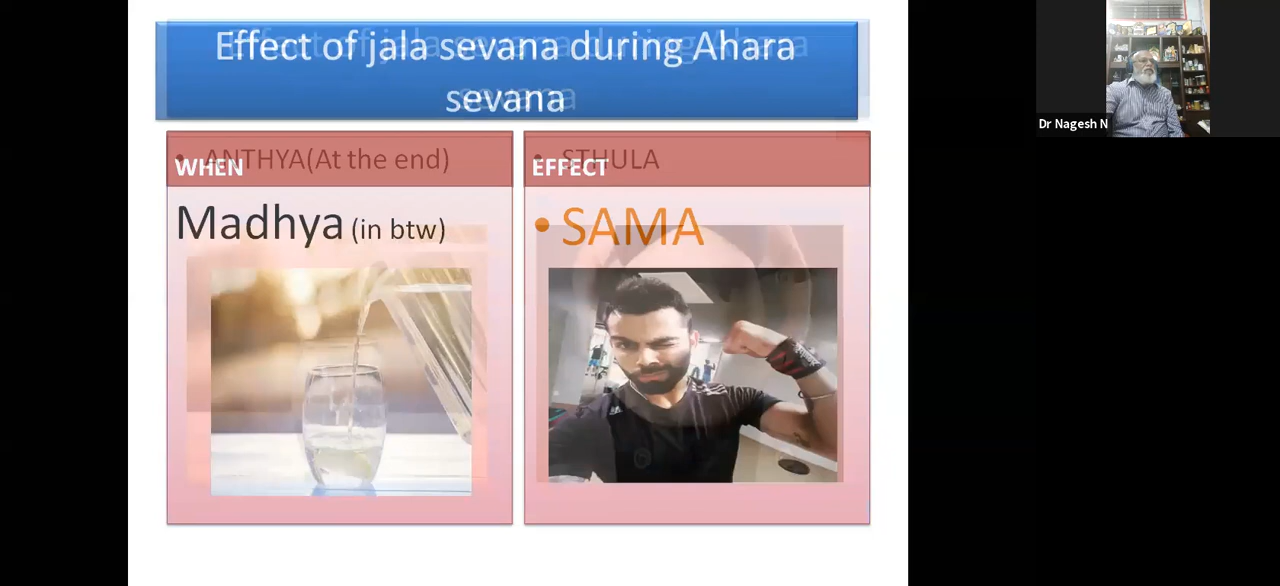 Effect of jala sevana during Ahara
sevana
• ANTHYA(At the end)
WHEN
• STHULA
EFFECT
Madhya (in btw)
• SAMA
Dr Nagesh N